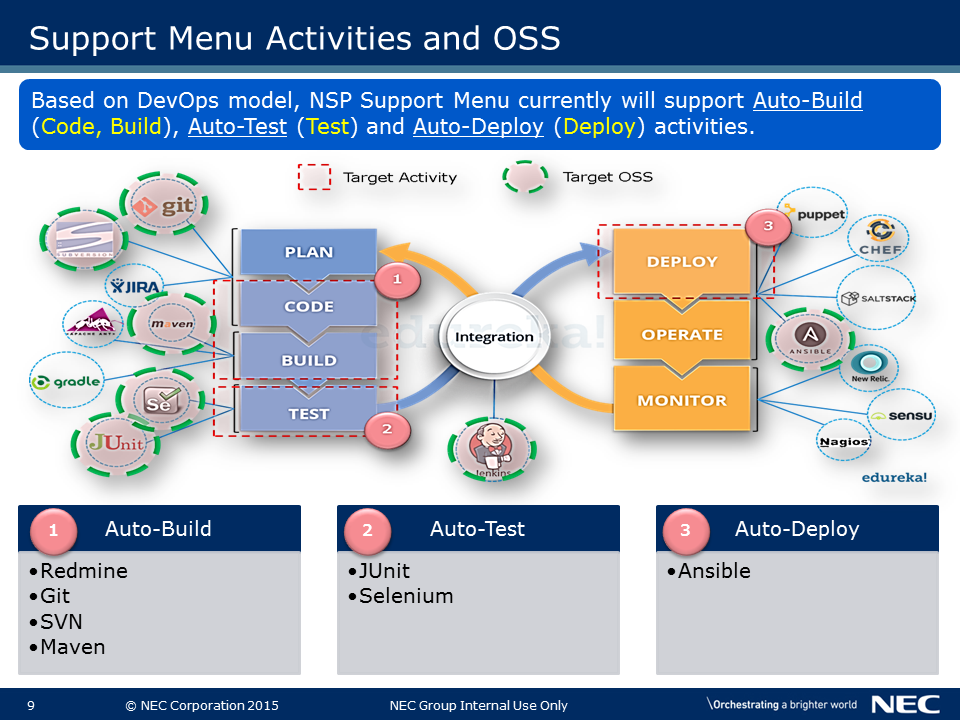 Support Menu Activities and OSS
Based on DevOps model, NSP Support Menu currently will support Auto-Build
(Code, Build), Auto-Test (Test) and Auto-Deploy (Deploy) activities.
Target Activity
Target OSS
git
SUBVERSION
JIRA
APACHE ANT
maven
gradle
Se
JUnit
PLAN
CODE
BUILD
TEST
1
2
edureka!
Integration
Jenkins
3
DEPLOY
OPERATE
MONITOR
puppet
CHEF
SALTSTACK
A
ANSIBLE
New Relic.
sensu
Nagios
edureka!
1 Auto-Build
•Redmine
•Git
•SVN
•Maven
2 Auto-Test
•JUnit
•Selenium
3 Auto-Deploy
•Ansible
9 © NEC Corporation 2015 NEC Group Internal Use Only \Orchestrating a brighter world NEC